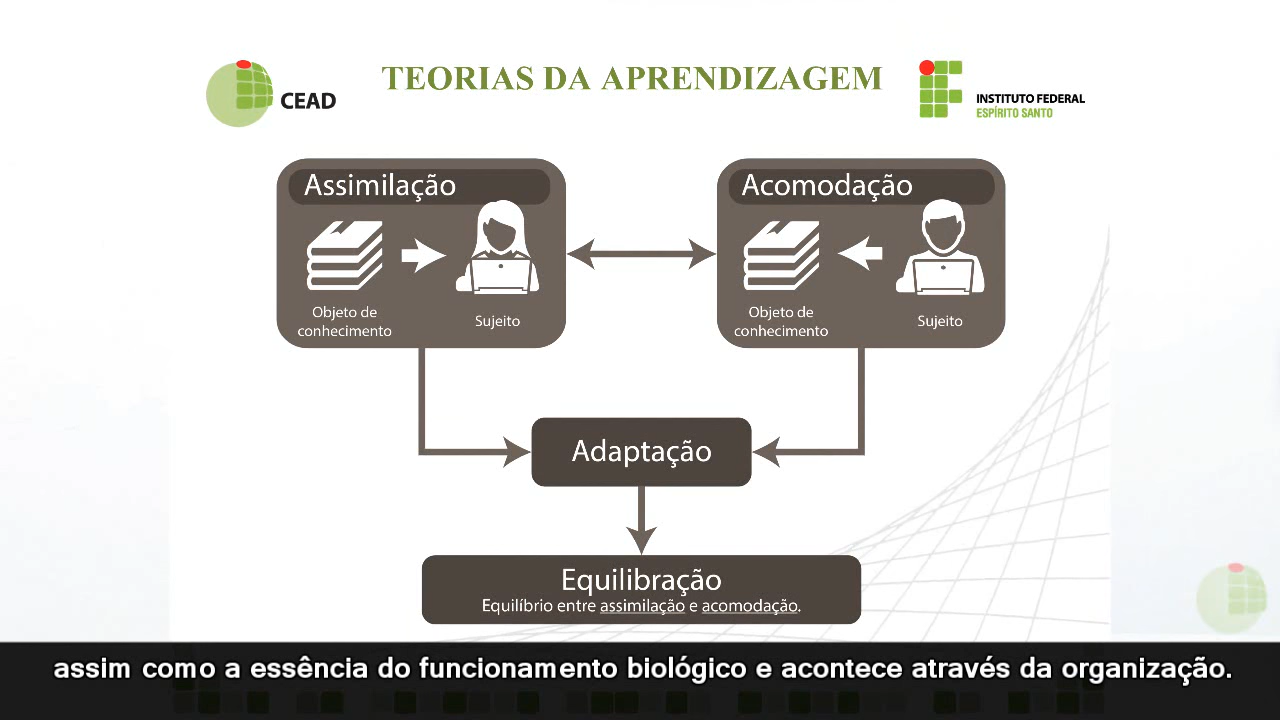 CEAD
TEORIAS DA APRENDIZAGEM
INSTITUTO FEDERAL
ESPÍRITO SANTO
Assimilação
Objeto de
conhecimento
Sujeito
Acomodação
Objeto de
conhecimento
Sujeito
Adaptação
Equilibração
Equilíbrio entre assimilação e acomodação.
assim como a essência do funcionamento biológico e acontece através da organização.